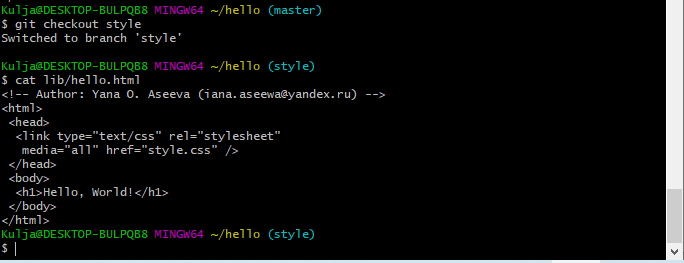 Kulja@DESKTOP-BULPQB8 MINGW64 ~/hello (master)
$ git checkout style
Switched to branch 'style'
Kulja@DESKTOP-BULPQB8 MINGW64 ~/hello (style)
$ cat lib/hello.html
<!-- Author: Yana O. Aseeva (iana.aseewa@yandex.ru) -->
<html>
 <head>
  <link type="text/css" rel="stylesheet"
   media="all" href="style.css" />
 </head>
 <body>
  <h1>Hello, World!</h1>
 </body>
</html>
Kulja@DESKTOP-BULPQB8 MINGW64 ~/hello (style)
$